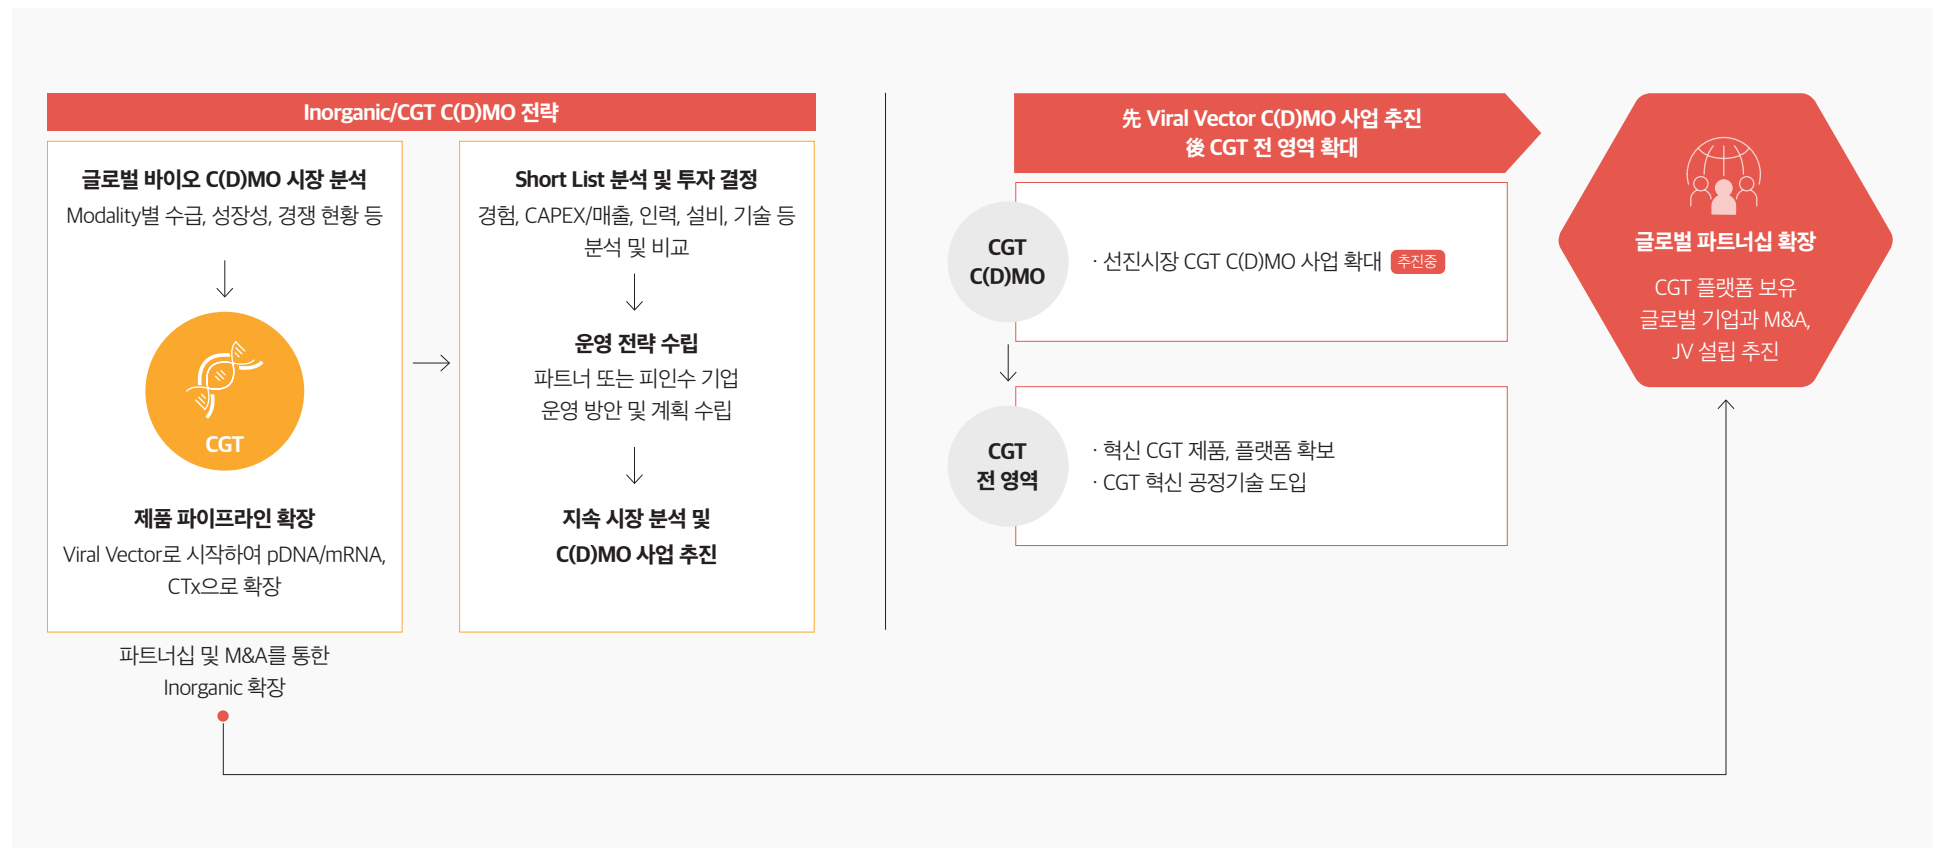 Inorganic/CGT C(D)MO 전략
글로벌 바이오 C(D)MO 시장 분석
Modality별 수급, 성장성, 경쟁 현황 등
CGT
제품 파이프라인 확장
Viral Vector로 시작하여 pDNA/mRNA,
CTx으로 확장
파트너십 및 M&A를 통한
Inorganic 확장
Short List 분석 및 투자 결정
경험, CAPEX/매출, 인력, 설비, 기술 등
분석 및 비교
운영 전략 수립
파트너 또는 피인수 기업
운영 방안 및 계획 수립
지속 시장 분석 및
C(D)MO 사업 추진
先 Viral Vector C(D)MO 사업 추진
後 CGT 전 영역 확대
CGT
C(D)MO
· 선진시장 CGT C(D)MO 사업 확대 추진중
CGT
전 영역
· 혁신 CGT 제품, 플랫폼 확보
· CGT 혁신 공정기술 도입
글로벌 파트너십 확장
CGT 플랫폼 보유
글로벌 기업과 M&A,
JV 설립 추진